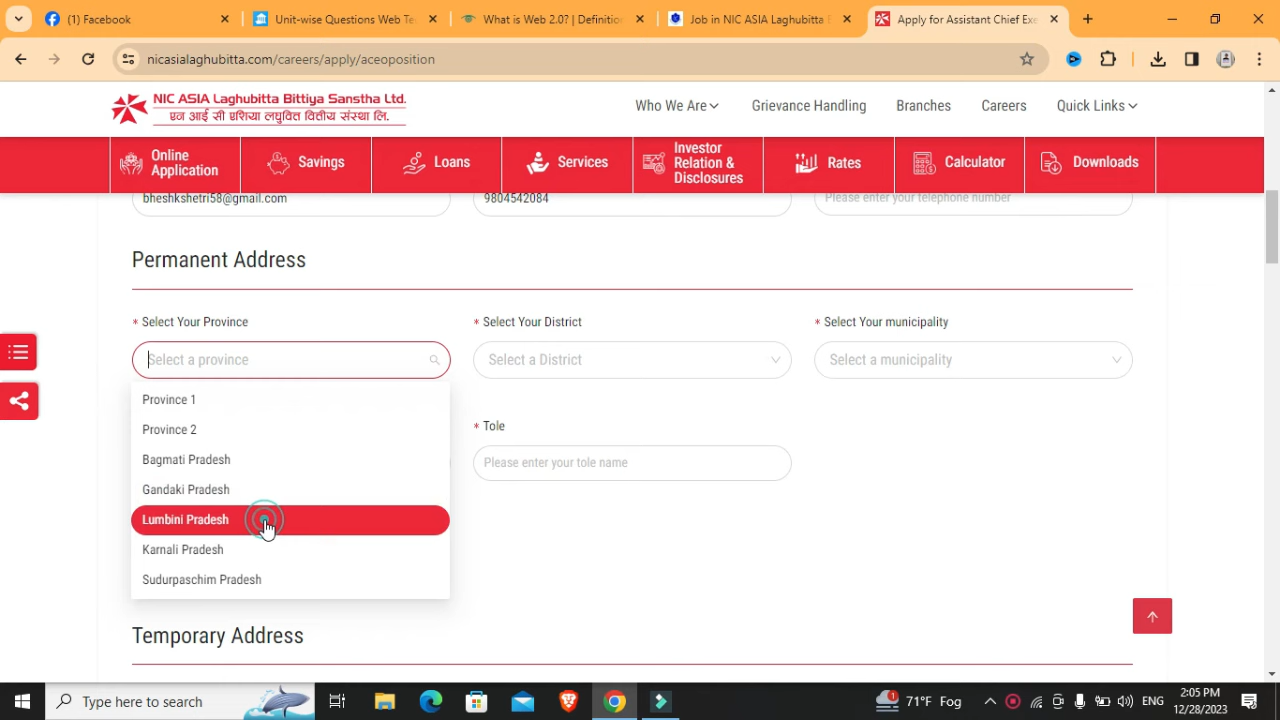 (1) Facebook
Unit-wise Questions Web Te
What is Web 2.0? | Definitio
Job in NIC ASIA Laghubitta B
Apply for Assistant Chief Exe
nicasialaghubitta.com/careers/apply/aceoposition
NIC ASIA Laghubitta Bittiya Sanstha Ltd.
एन आई सी एशिया लघुवित्त वित्तीय संस्था लि.
Who We Are
Grievance Handling
Branches
Careers
Quick Links
Online Application
Savings
Loans
Services
Investor Relation & Disclosures
Rates
Calculator
Downloads
bheshkshetri58@gmail.com
9804542084
Please enter your telephone number
Permanent Address
* Select Your Province
* Select Your District
* Select Your municipality
Select a province
Select a District
Select a municipality
Province 1
Province 2
Bagmati Pradesh
Gandaki Pradesh
Lumbini Pradesh
Karnali Pradesh
Sudurpaschim Pradesh
* Tole
Please enter your tole name
Temporary Address
Type here to search
1
71°F Fog
ENG
2:05 PM
12/28/2023